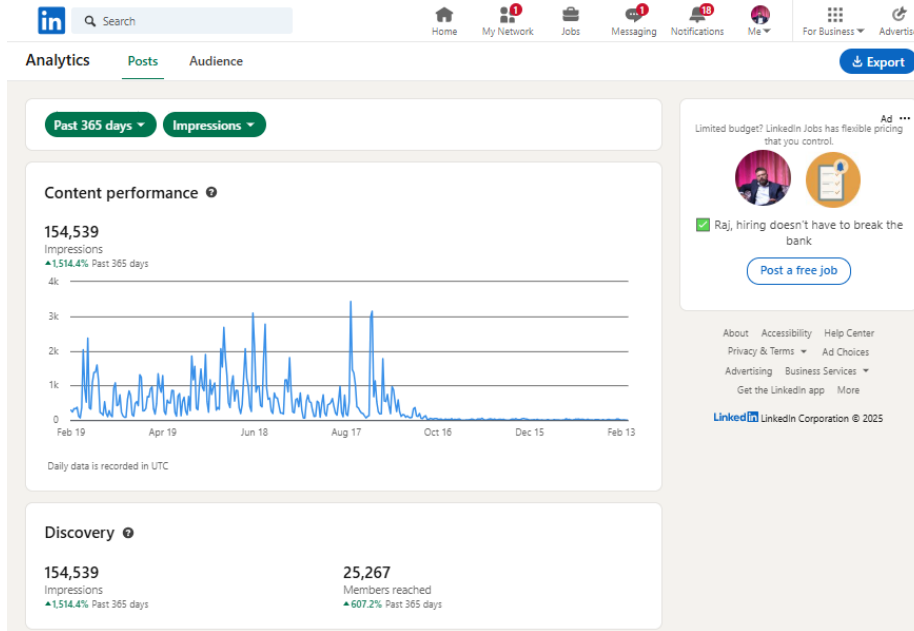 in
Search
Home
My Network
1
Jobs
Messaging
1
Notifications
18
Me
For Business
Advertis
Analytics
Posts
Audience
Export
Past 365 days
Impressions
Content performance
154,539
Impressions
1,514.4% Past 365 days
4k
3k
2k
1k
0
Feb 19 Apr 19 Jun 18 Aug 17 Oct 16 Dec 15 Feb 13
Daily data is recorded in UTC
Discovery
154,539
Impressions
1,514.4% Past 365 days
25,267
Members reached
607.2% Past 365 days
Ad
Limited budget? LinkedIn Jobs has flexible pricing
that you control.
Raj, hiring doesn't have to break the
bank
Post a free job
About Accessibility Help Center
Privacy & Terms Ad Choices
Advertising Business Services
Get the LinkedIn app More
LinkedIn LinkedIn Corporation © 2025